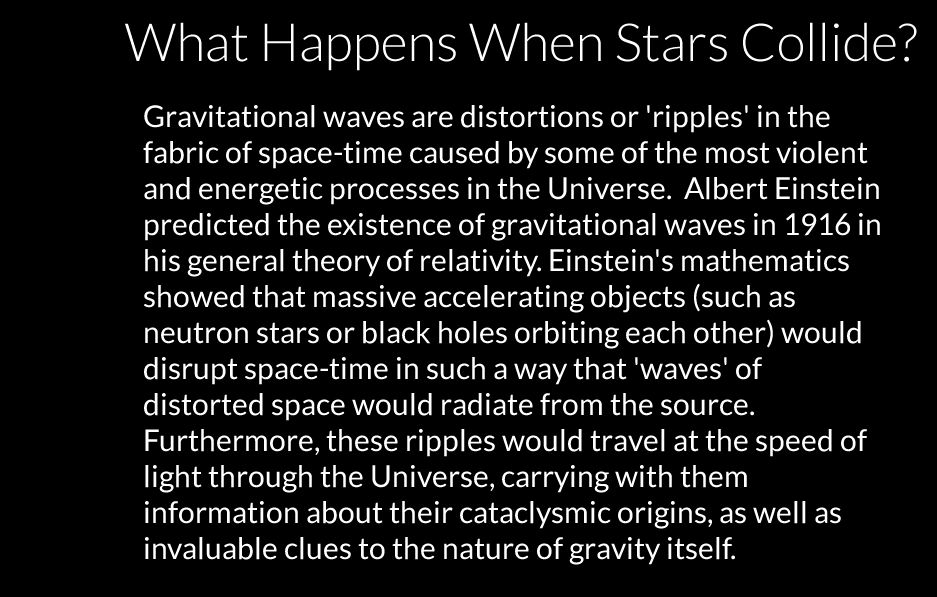 What Happens When Stars Collide?
Gravitational waves are distortions or 'ripples' in the
fabric of space-time caused by some of the most violent
and energetic processes in the Universe.  Albert Einstein
predicted the existence of gravitational waves in 1916 in
his general theory of relativity. Einstein's mathematics
showed that massive accelerating objects (such as
neutron stars or black holes orbiting each other) would
disrupt space-time in such a way that 'waves' of
distorted space would radiate from the source.
Furthermore, these ripples would travel at the speed of
light through the Universe, carrying with them
information about their cataclysmic origins, as well as
invaluable clues to the nature of gravity itself.